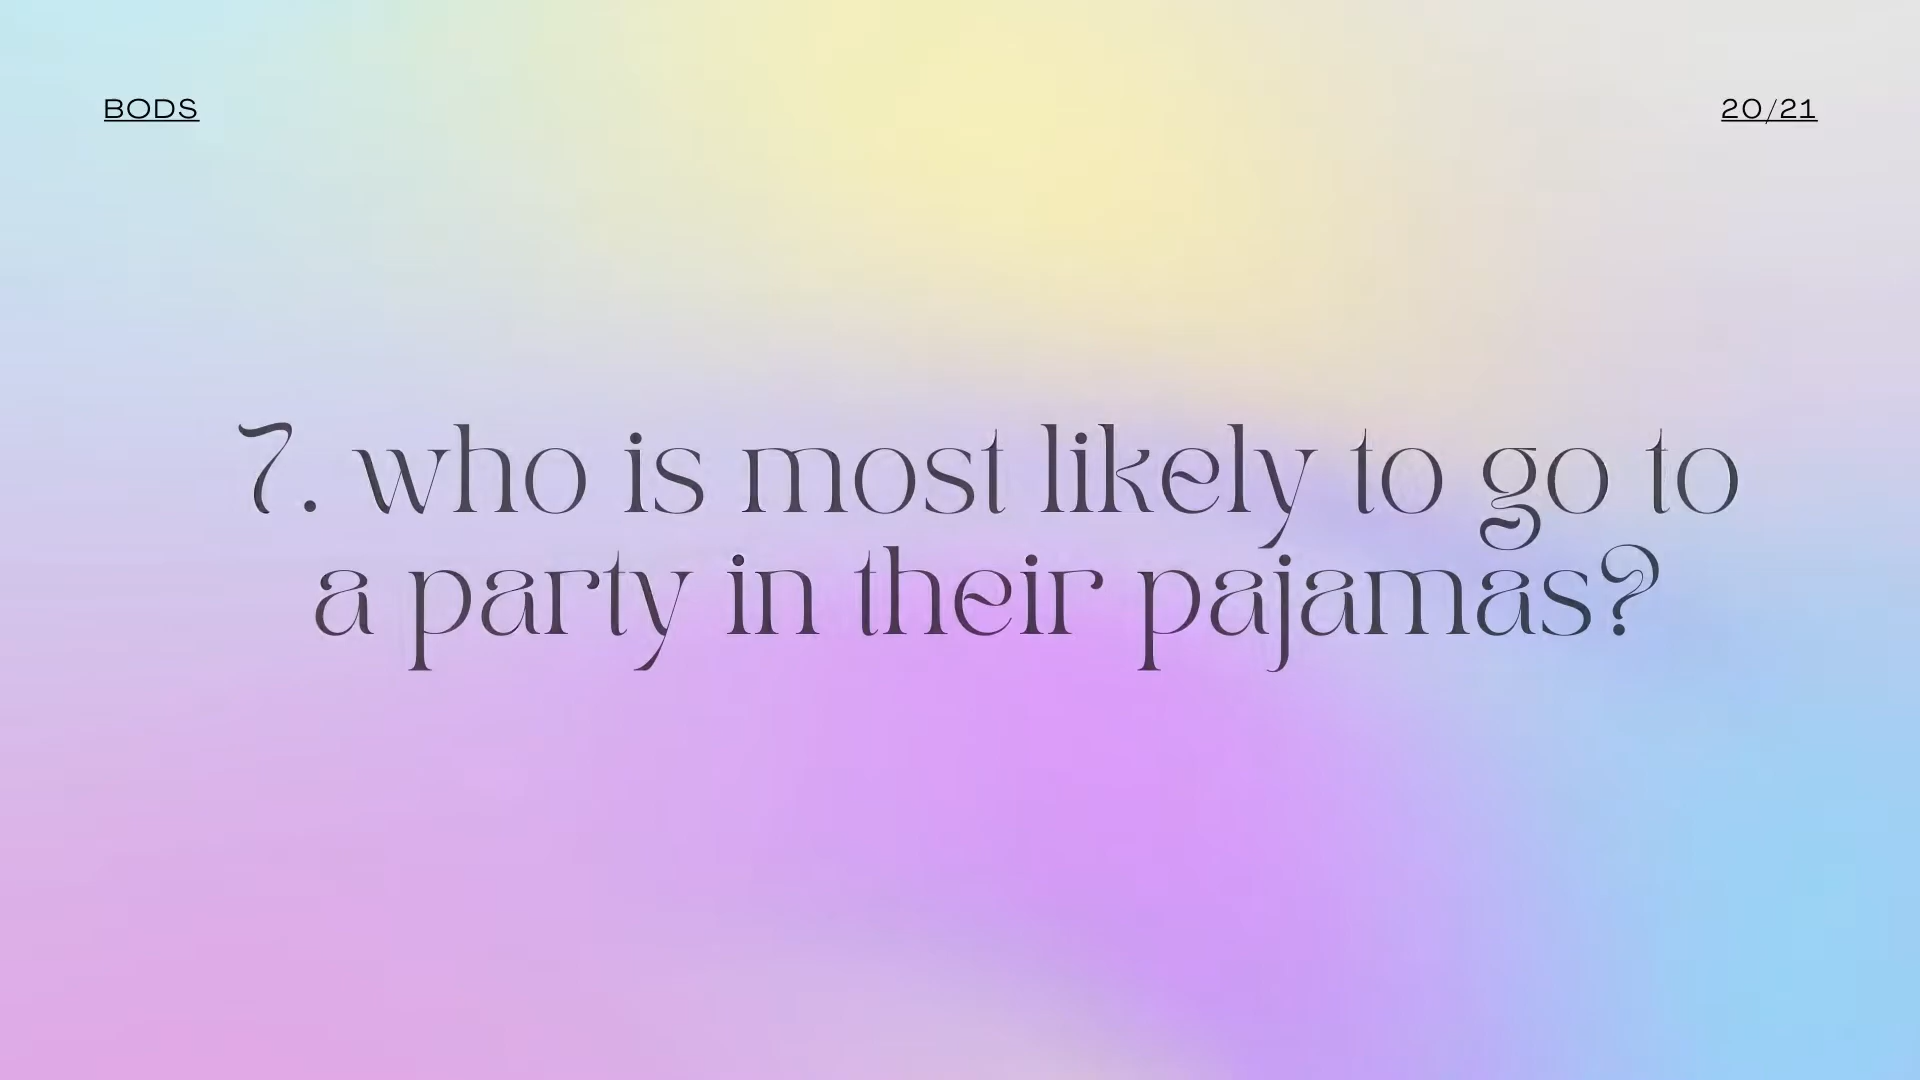 BODS
20/21
7. who is most likely to go to
a party in their pajamas?